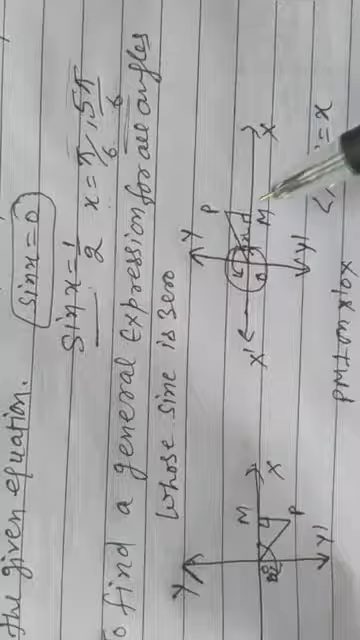 the given equation.
sin x = 0
sin x = 1/2 x = π/6, 5π/6
To find a general expression for all angles
whose sine is zero
Y
M
X
P
Y'
Y
P
X'
M
X
Y'